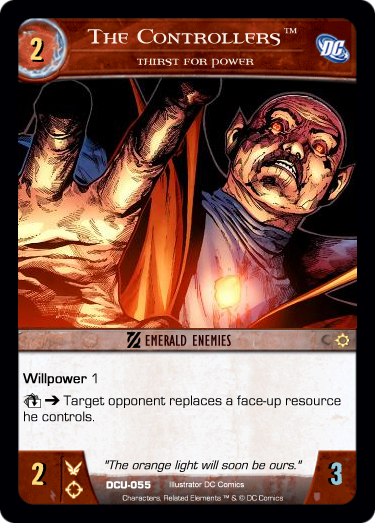 2
The Controllers™
Thirst for Power
DC
EMERALD ENEMIES
Willpower 1
➔ Target opponent replaces a face-up resource
he controls.
"The orange light will soon be ours."
2
3
DCU-055 Illustrator DC Comics
Characters, Related Elements ™ & © DC Comics